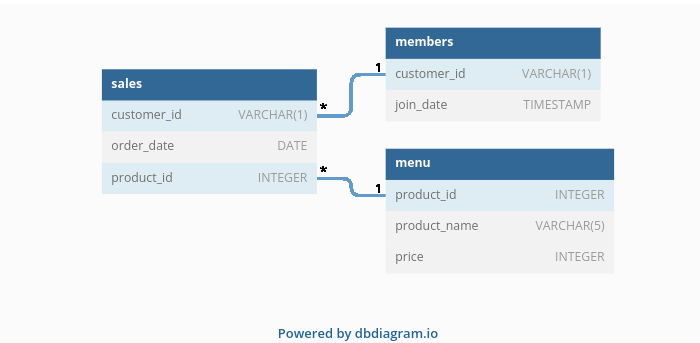 sales
customer_id VARCHAR(1)
order_date DATE
product_id INTEGER
*
*
1
1
members
customer_id VARCHAR(1)
join_date TIMESTAMP
menu
product_id INTEGER
product_name VARCHAR(5)
price INTEGER
Powered by dbdiagram.io